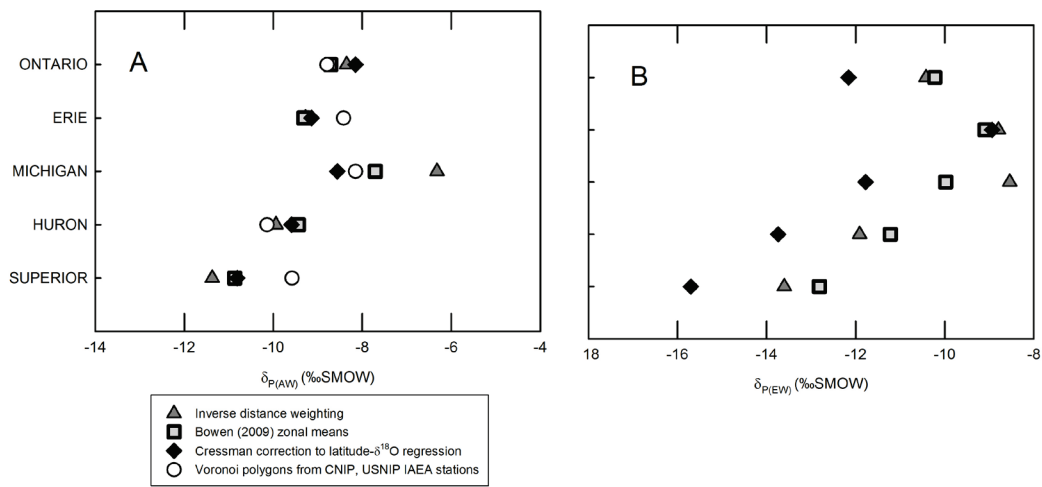 A
ONTARIO
ERIE
MICHIGAN
HURON
SUPERIOR
-14 -12 -10 -8 -6 -4
δP(AW) (‰SMOW)
B
18 -16 -14 -12 -10 -8
δP(EW) (‰SMOW)
Inverse distance weighting
Bowen (2009) zonal means
Cressman correction to latitude-δ¹⁸O regression
Voronoi polygons from CNIP, USNIP IAEA stations